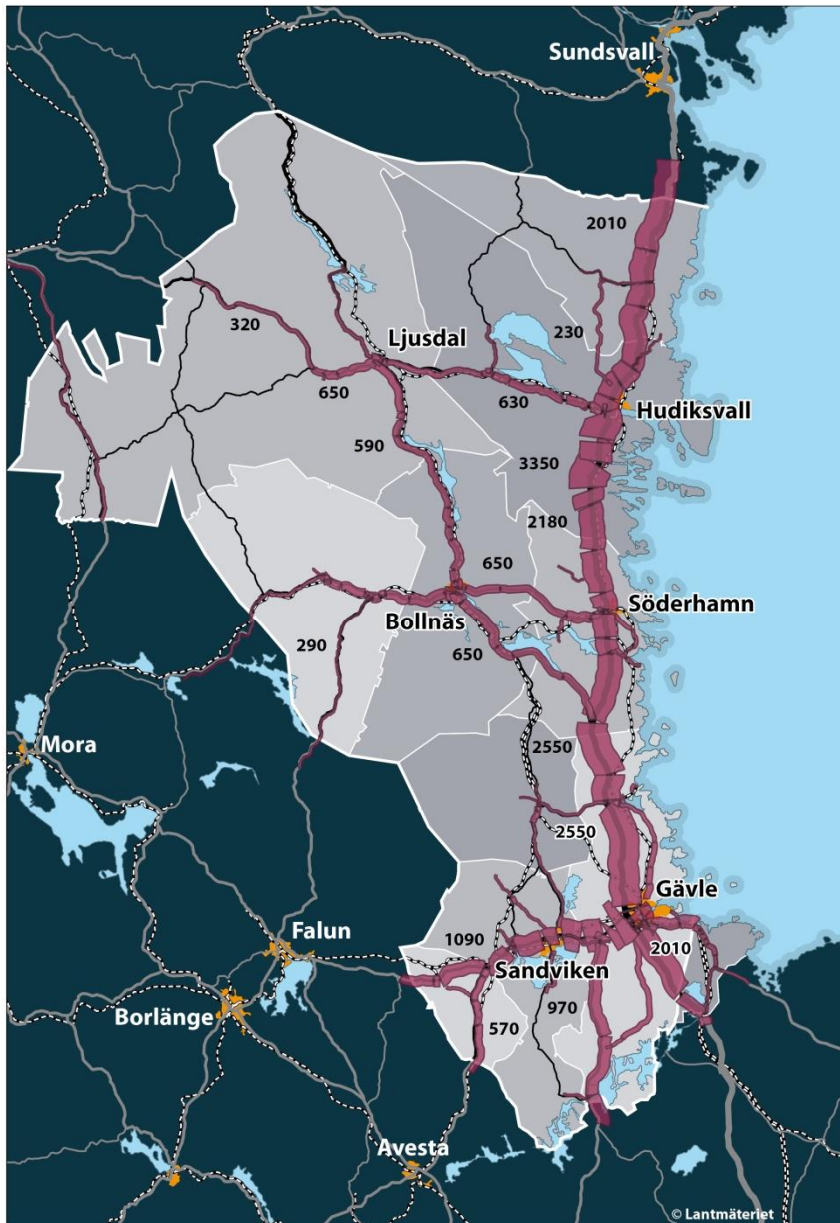 Sundsvall
2010
320
Ljusdal
230
650
630
Hudiksvall
590
3350
2180
650
Söderhamn
Bollnäs
290
650
Mora
2550
2550
Gävle
Falun
1090
2010
Sandviken
Borlänge
970
570
Avesta
© Lantmäteriet